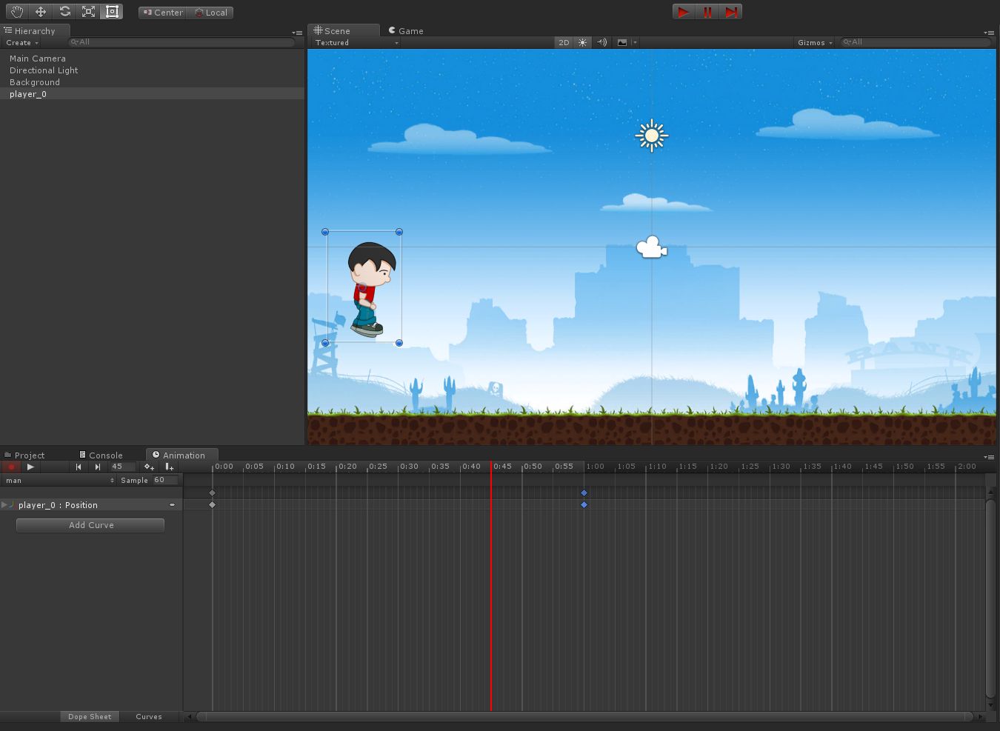 Center Local
Hierarchy
Create All
Main Camera
Directional Light
Background
player_0
Scene Game
Textured 2D Gizmos All
BANK
Project Console Animation
45 0:00 0:05 0:10 0:15 0:20 0:25 0:30 0:35 0:40 0:45 0:50 0:55 1:00 1:05 1:10 1:15 1:20 1:25 1:30 1:35 1:40 1:45 1:50 1:55 2:00
man Sample 60
player_0 : Position
Add Curve
Dope Sheet Curves